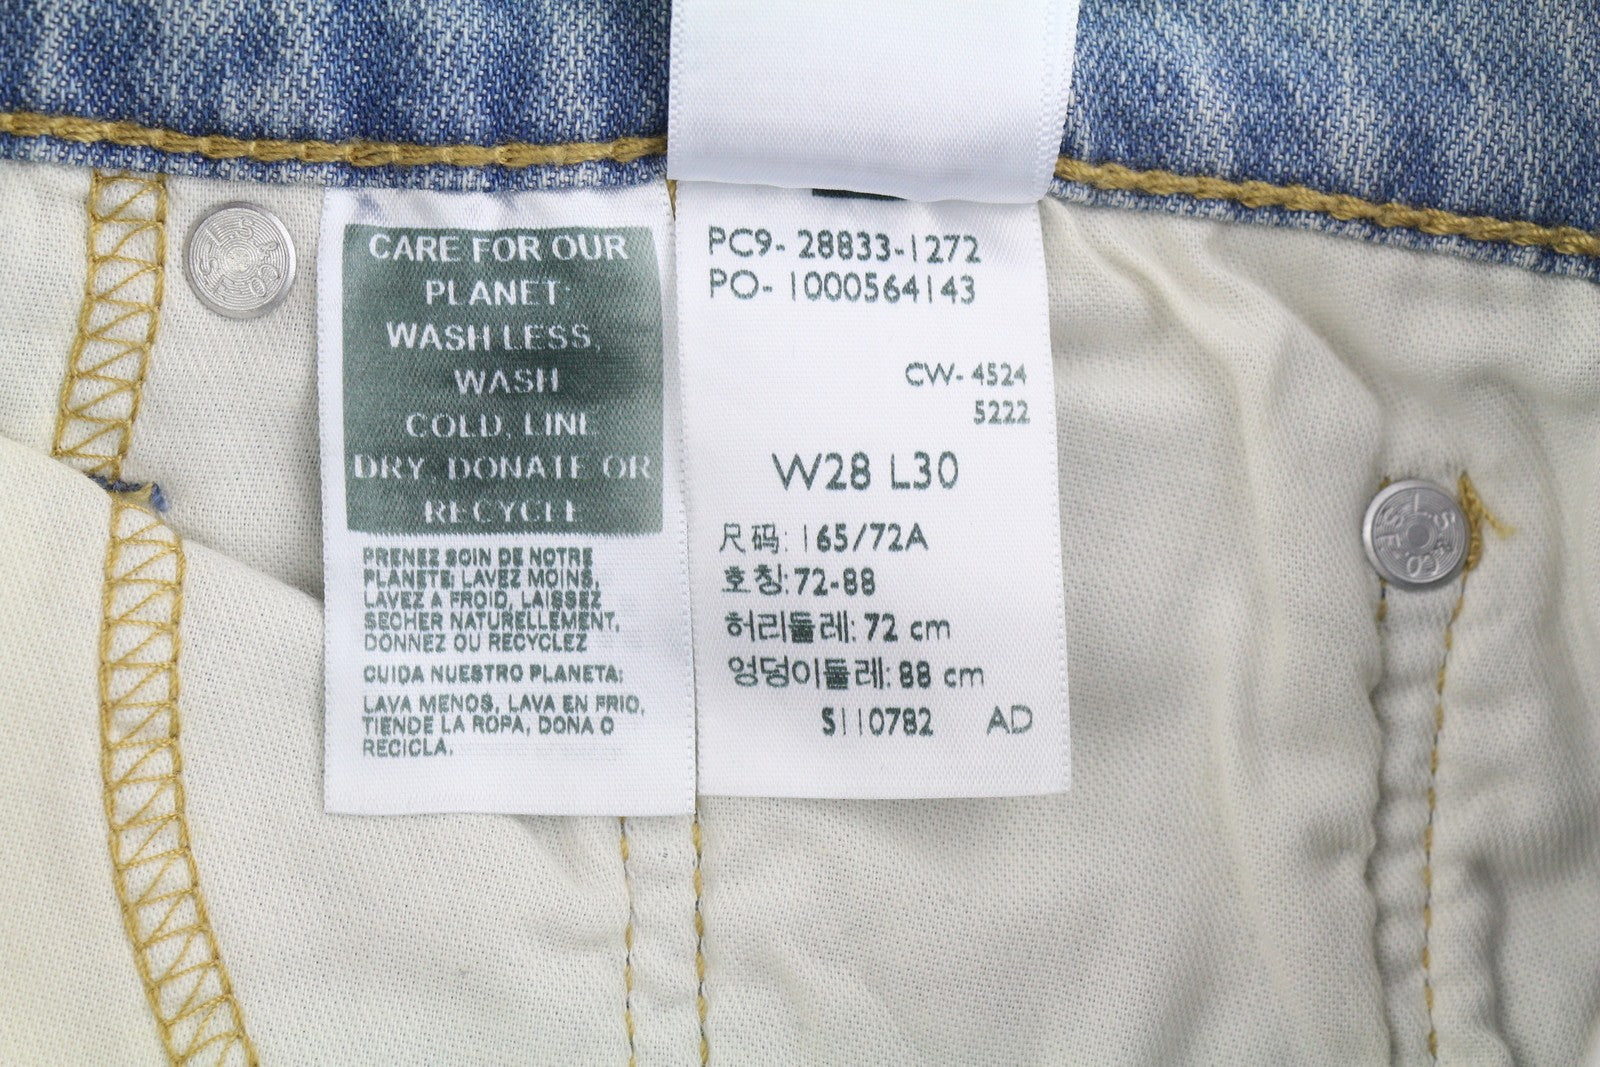 CARE FOR OUR
PLANET:
WASH LESS,
WASH
COLD, LINE
DRY, DONATE OR
RECYCLE
PRENEZ SOIN DE NOTRE
PLANETE: LAVEZ MOINS,
LAVEZ A FROID, LAISSEZ
SECHER NATURELLEMENT,
DONNEZ OU RECYCLEZ
CUIDA NUESTRO PLANETA:
LAVA MENOS, LAVA EN FRIO,
TIENDE LA ROPA, DONA O
RECICLA.
PC9- 28833-1272
PO- 1000564143
CW- 4524
5222
W28 L30
尺码: 165/72A
호칭:72-88
허리둘레: 72 cm
엉덩이둘레: 88 cm
S110782 AD